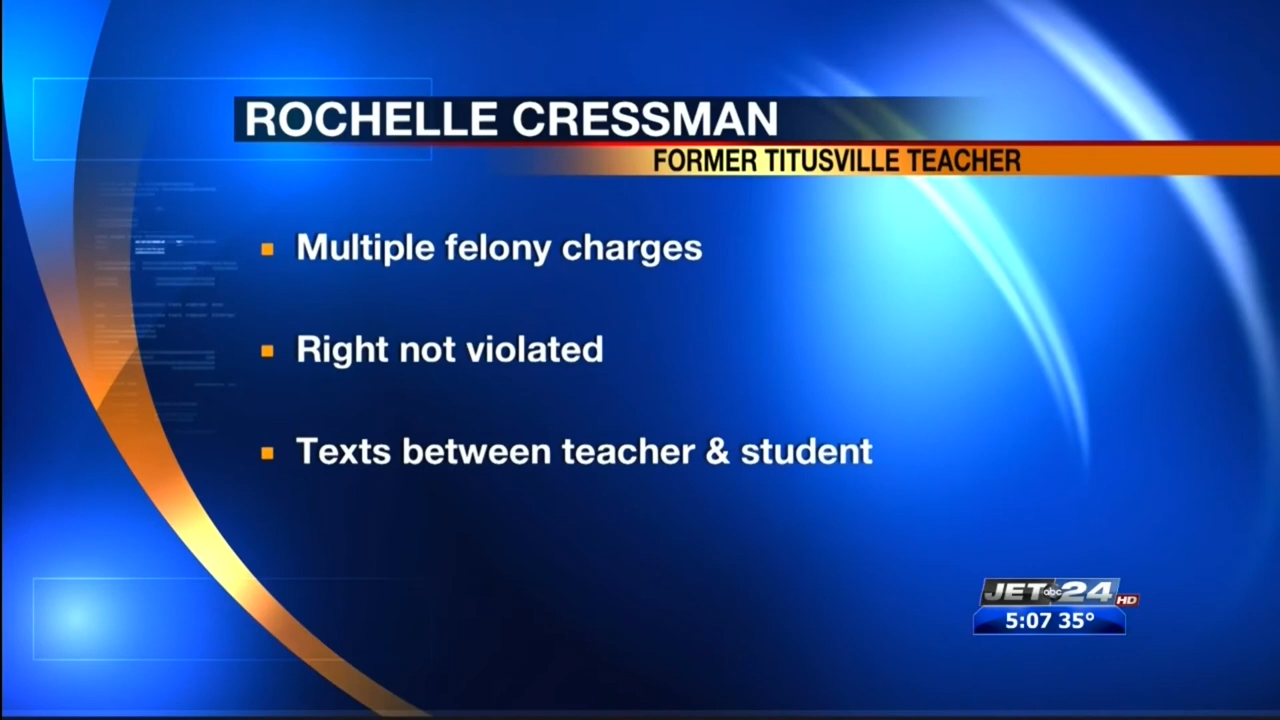 ROCHELLE CRESSMAN
FORMER TITUSVILLE TEACHER
Multiple felony charges
Right not violated
Texts between teacher & student
JET abc 24 HD
5:07 35°